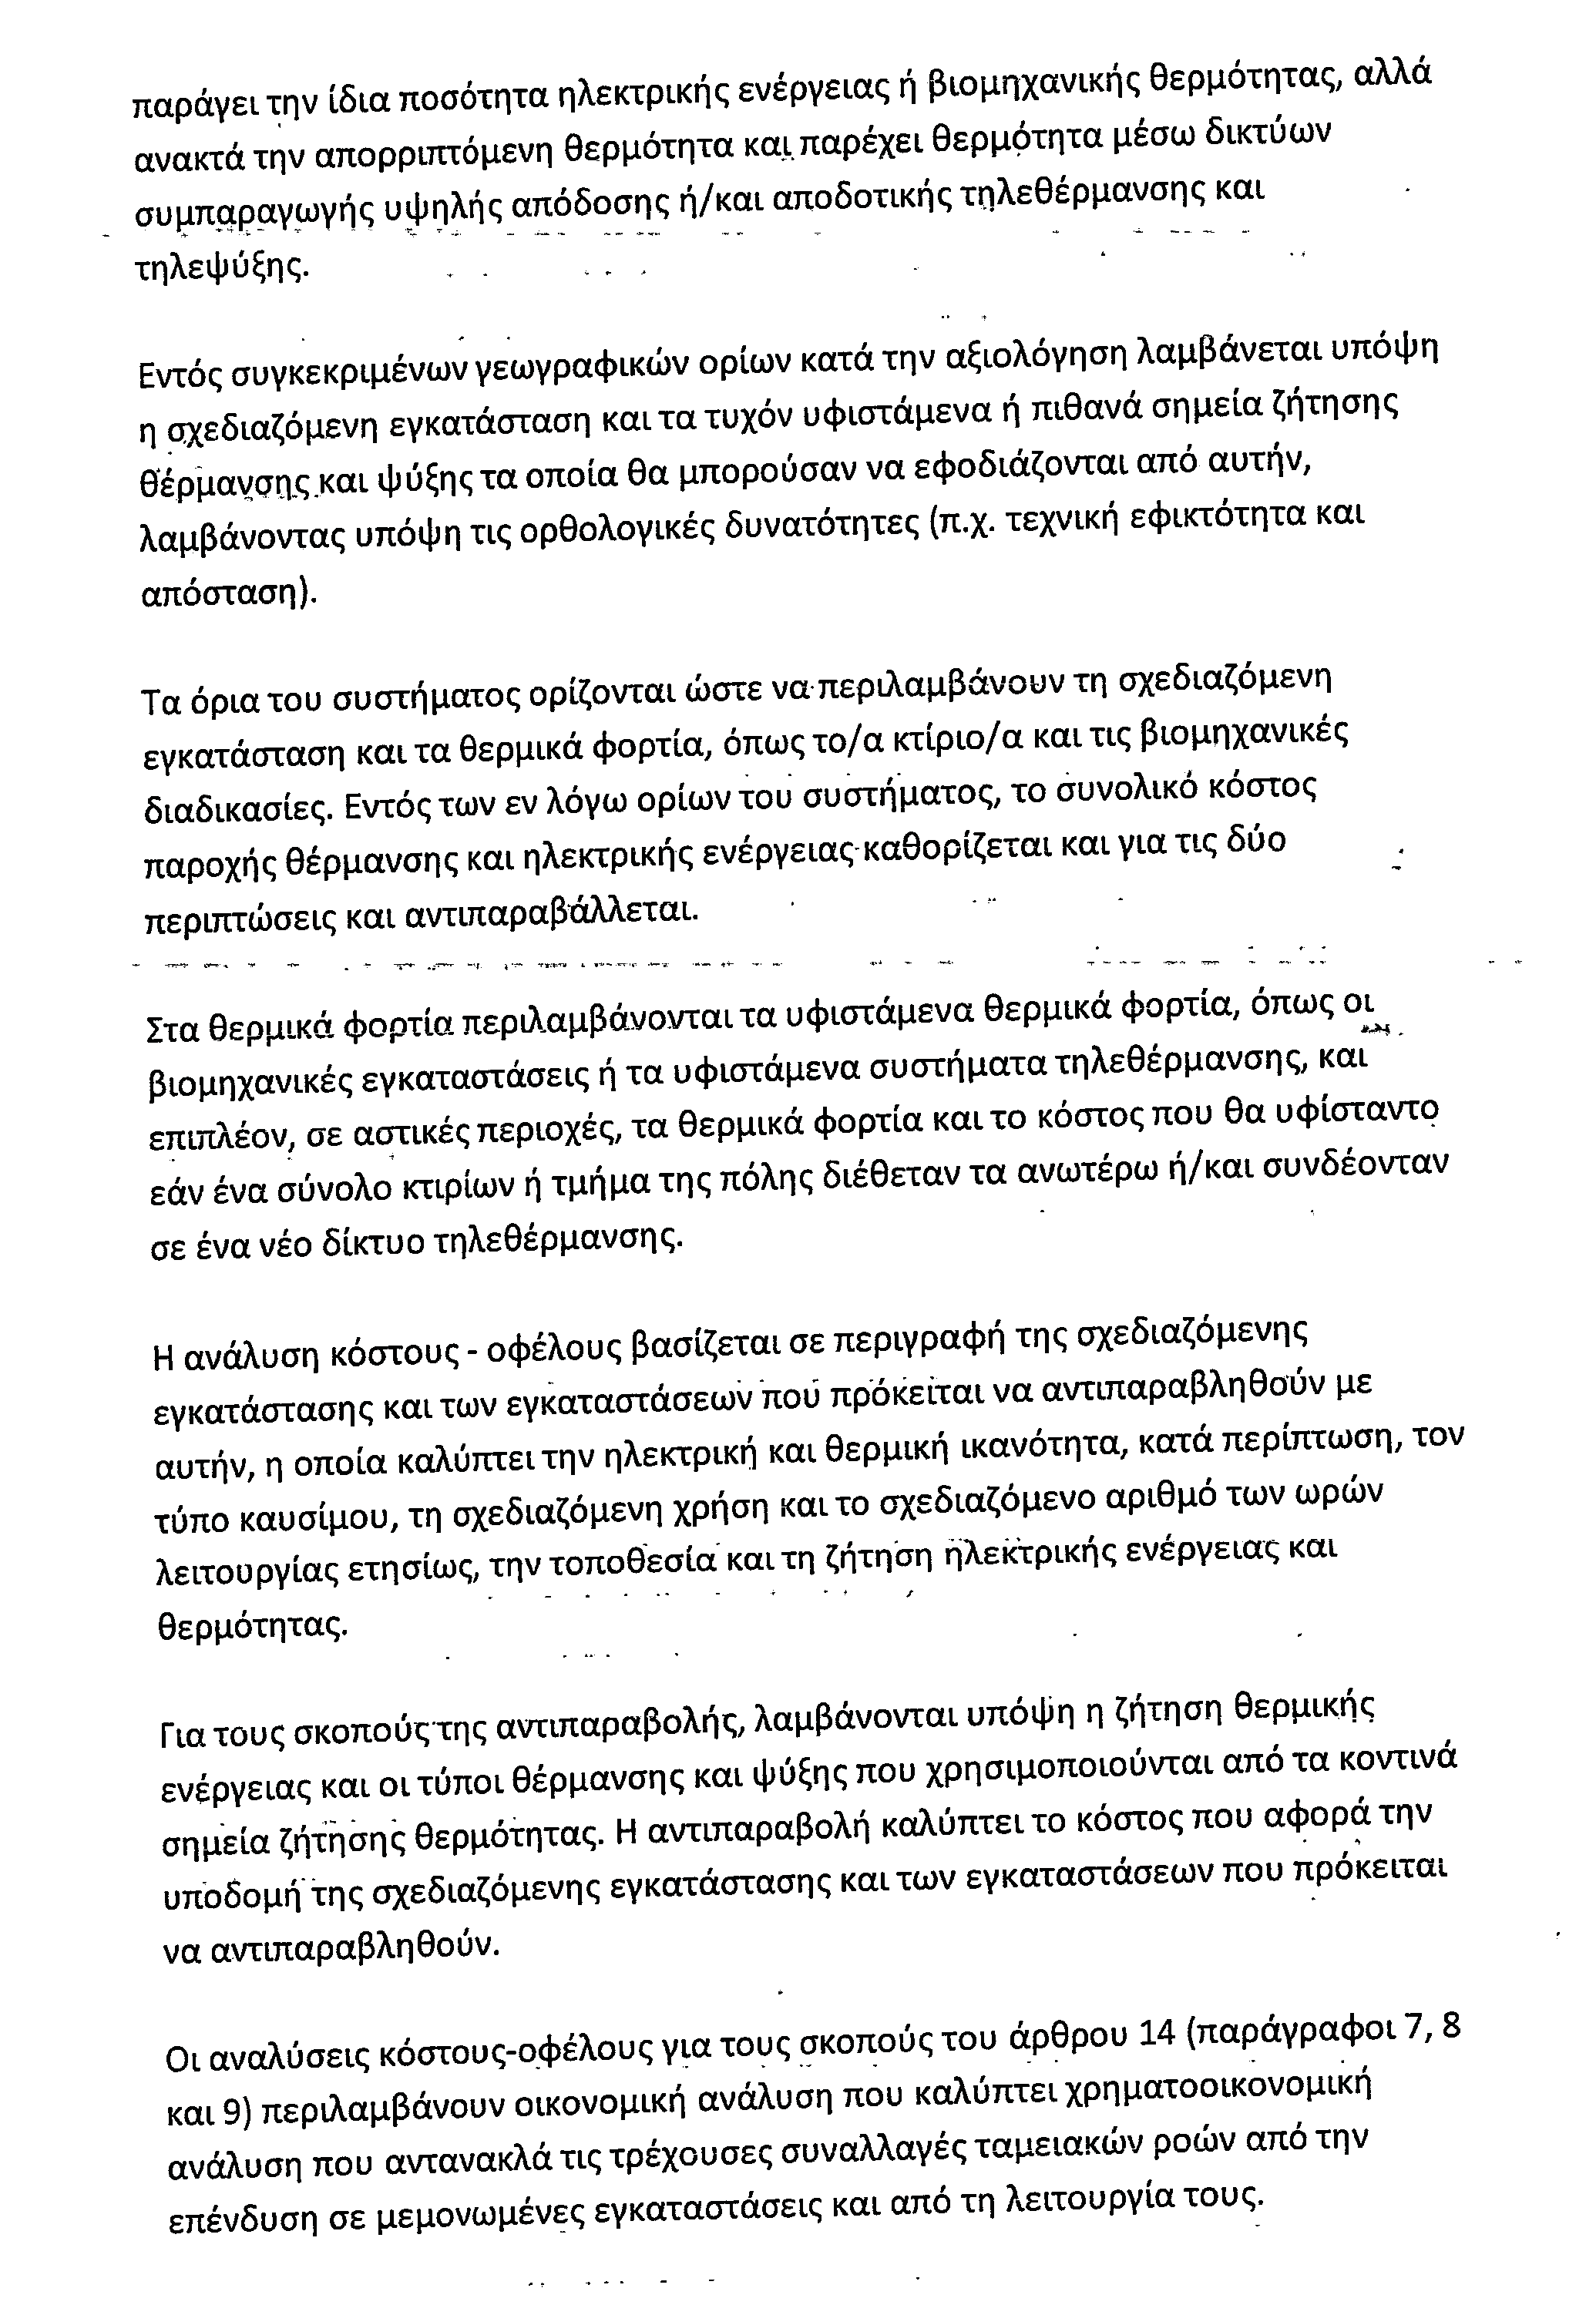 παράγει την ίδια ποσότητα ηλεκτρικής ενέργειας ή βιομηχανικής θερμότητας, αλλά
ανακτά την απορριπτόμενη θερμότητα και παρέχει θερμότητα μέσω δικτύων
συμπαραγωγής υψηλής απόδοσης ή/και αποδοτικής τηλεθέρμανσης και
τηλεψύξης.
Εντός συγκεκριμένων γεωγραφικών ορίων κατά την αξιολόγηση λαμβάνεται υπόψη
η σχεδιαζόμενη εγκατάσταση και τα τυχόν υφιστάμενα ή πιθανά σημεία ζήτησης
θέρμανσης και ψύξης τα οποία θα μπορούσαν να εφοδιάζονται από αυτήν,
λαμβάνοντας υπόψη τις ορθολογικές δυνατότητες (π.χ. τεχνική εφικτότητα και
απόσταση).
Τα όρια του συστήματος ορίζονται ώστε να περιλαμβάνουν τη σχεδιαζόμενη
εγκατάσταση και τα θερμικά φορτία, όπως το/α κτίριο/α και τις βιομηχανικές
διαδικασίες. Εντός των εν λόγω ορίων του συστήματος, το συνολικό κόστος
παροχής θέρμανσης και ηλεκτρικής ενέργειας καθορίζεται και για τις δύο
περιπτώσεις και αντιπαραβάλλεται.
Στα θερμικά φορτία περιλαμβάνονται τα υφιστάμενα θερμικά φορτία, όπως οι
βιομηχανικές εγκαταστάσεις ή τα υφιστάμενα συστήματα τηλεθέρμανσης, και
επιπλέον, σε αστικές περιοχές, τα θερμικά φορτία και το κόστος που θα υφίσταντο
εάν ένα σύνολο κτιρίων ή τμήμα της πόλης διέθεταν τα ανωτέρω ή/και συνδέονταν
σε ένα νέο δίκτυο τηλεθέρμανσης.
Η ανάλυση κόστους - οφέλους βασίζεται σε περιγραφή της σχεδιαζόμενης
εγκατάστασης και των εγκαταστάσεων που πρόκειται να αντιπαραβληθούν με
αυτήν, η οποία καλύπτει την ηλεκτρική και θερμική ικανότητα, κατά περίπτωση, τον
τύπο καυσίμου, τη σχεδιαζόμενη χρήση και το σχεδιαζόμενο αριθμό των ωρών
λειτουργίας ετησίως, την τοποθεσία και τη ζήτηση ηλεκτρικής ενέργειας και
θερμότητας.
Για τους σκοπούς της αντιπαραβολής, λαμβάνονται υπόψη η ζήτηση θερμικής
ενέργειας και οι τύποι θέρμανσης και ψύξης που χρησιμοποιούνται από τα κοντινά
σημεία ζήτησης θερμότητας. Η αντιπαραβολή καλύπτει το κόστος που αφορά την
υποδομή της σχεδιαζόμενης εγκατάστασης και των εγκαταστάσεων που πρόκειται
να αντιπαραβληθούν.
Οι αναλύσεις κόστους-οφέλους για τους σκοπούς του άρθρου 14 (παράγραφοι 7, 8
και 9) περιλαμβάνουν οικονομική ανάλυση που καλύπτει χρηματοοικονομική
ανάλυση που αντανακλά τις τρέχουσες συναλλαγές ταμειακών ροών από την
επένδυση σε μεμονωμένες εγκαταστάσεις και από τη λειτουργία τους.